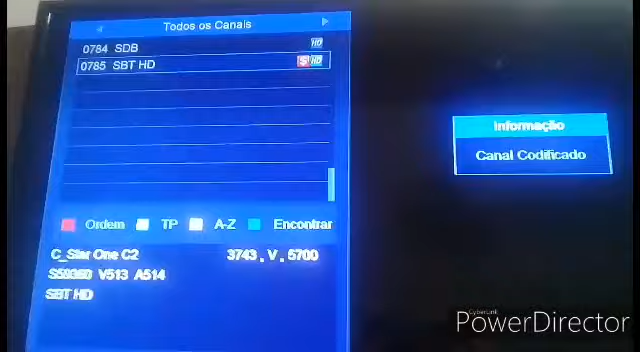 Todos os Canais
0784 SDB HD
0785 SBT HD $ HD
Informação
Canal Codificado
Ordem TP A-Z Encontrar
C_Star One C2 3743 , V , 5700
V513 A514
SBT HD
CyberLink
PowerDirector